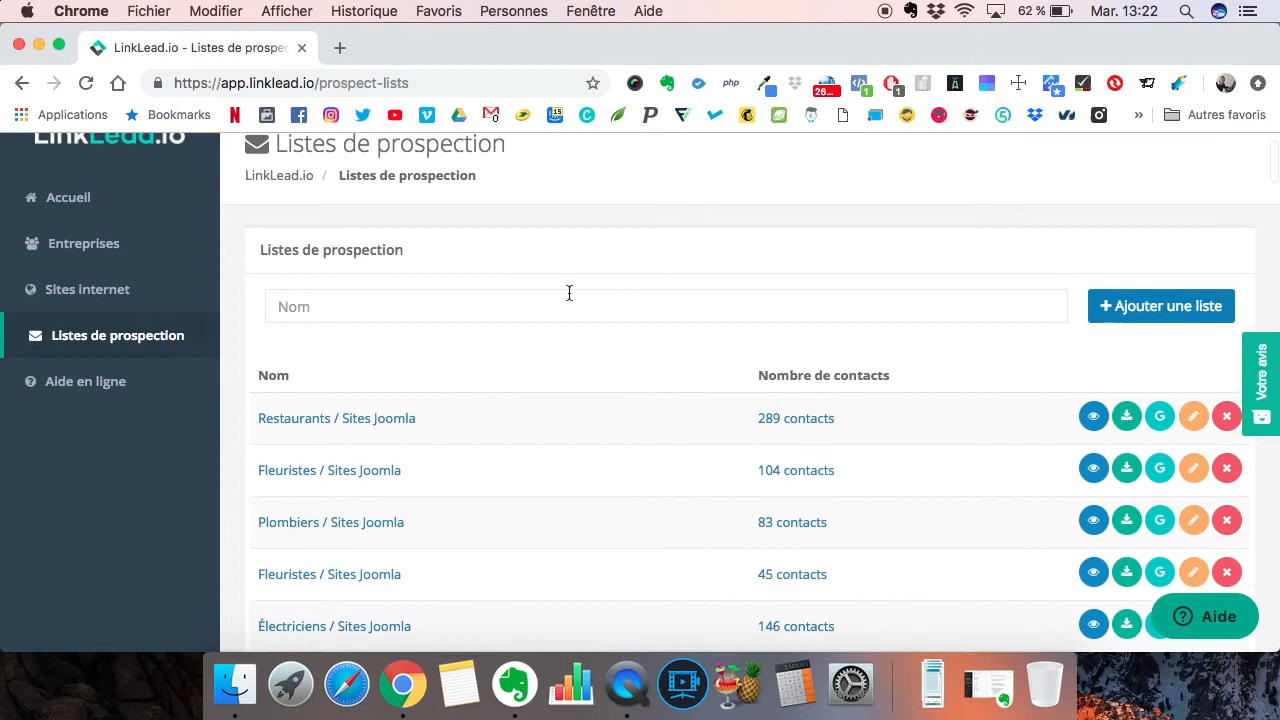 Chrome Fichier Modifier Afficher Historique Favoris Personnes Fenêtre Aide 62 % Mar. 13:22
LinkLead.io - Listes de prospec
https://app.linklead.io/prospect-lists
Applications Bookmarks Autres favoris
LinkLead.io
Listes de prospection
LinkLead.io / Listes de prospection
Accueil
Entreprises
Sites internet
Listes de prospection
Aide en ligne
Listes de prospection
Nom
Ajouter une liste
Votre avis
Nom Nombre de contacts
Restaurants / Sites Joomla 289 contacts
Fleuristes / Sites Joomla 104 contacts
Plombiers / Sites Joomla 83 contacts
Fleuristes / Sites Joomla 45 contacts
Électriciens / Sites Joomla 146 contacts
Aide